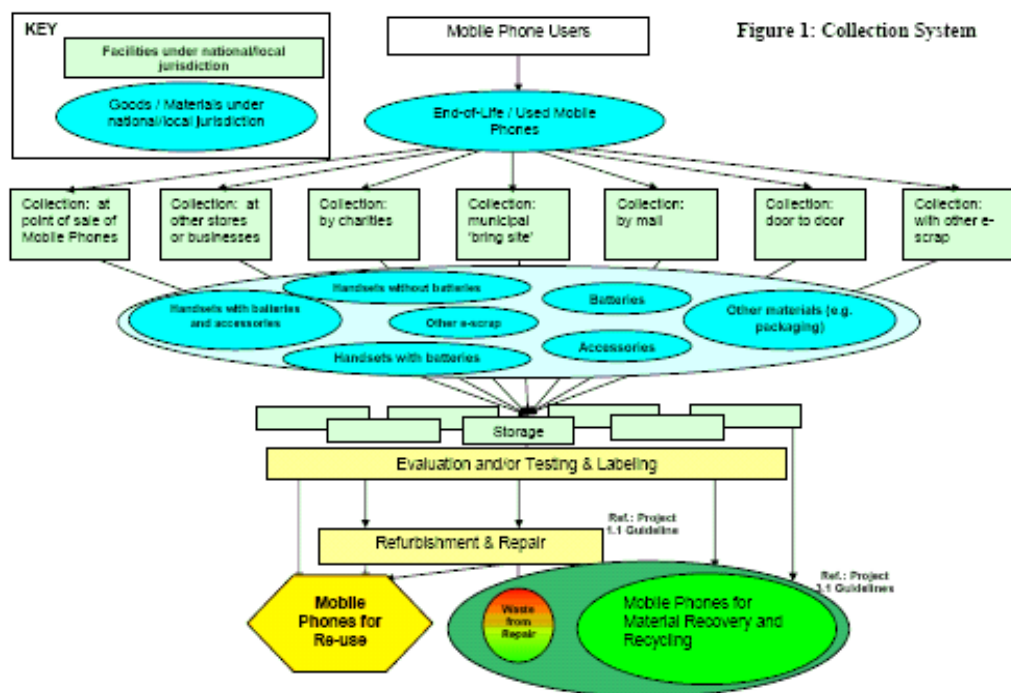 KEY
Facilities under national/local
jurisdiction
Goods / Materials under
national/local jurisdiction
Mobile Phone Users
Figure 1: Collection System
End-of-Life / Used Mobile
Phones
Collection: at
point of sale of
Mobile Phones
Collection: at
other stores
or businesses
Collection:
by charities
Collection:
municipal
'bring site'
Collection:
by mail
Collection:
door to door
Collection:
with other e-
scrap
Handsets without batteries
Handsets with batteries
and accessories
Batteries
Other e-scrap
Other materials (e.g.
packaging)
Handsets with batteries
Accessories
Storage
Evaluation and/or Testing & Labeling
Ref.: Project
1.1 Guideline
Refurbishment & Repair
Ref.: Project
3.1 Guidelines
Mobile
Phones for
Re-use
Waste
from
Repair
Mobile Phones for
Material Recovery and
Recycling